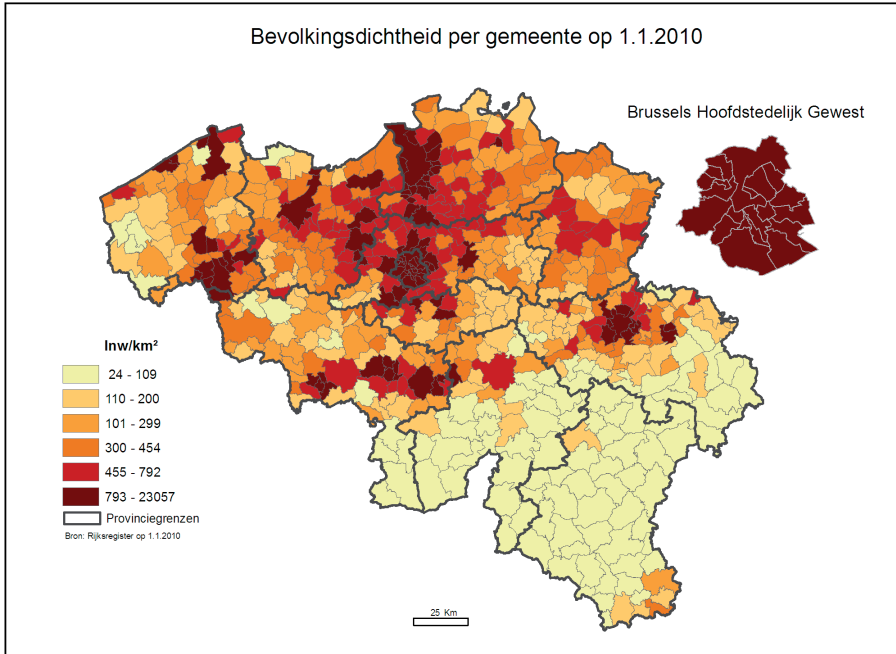 Bevolkingsdichtheid per gemeente op 1.1.2010
Brussels Hoofdstedelijk Gewest
Inw/km²
24 - 109
110 - 200
101 - 299
300 - 454
455 - 792
793 - 23057
Provinciegrenzen
Bron: Rijksregister op 1.1.2010
25 Km